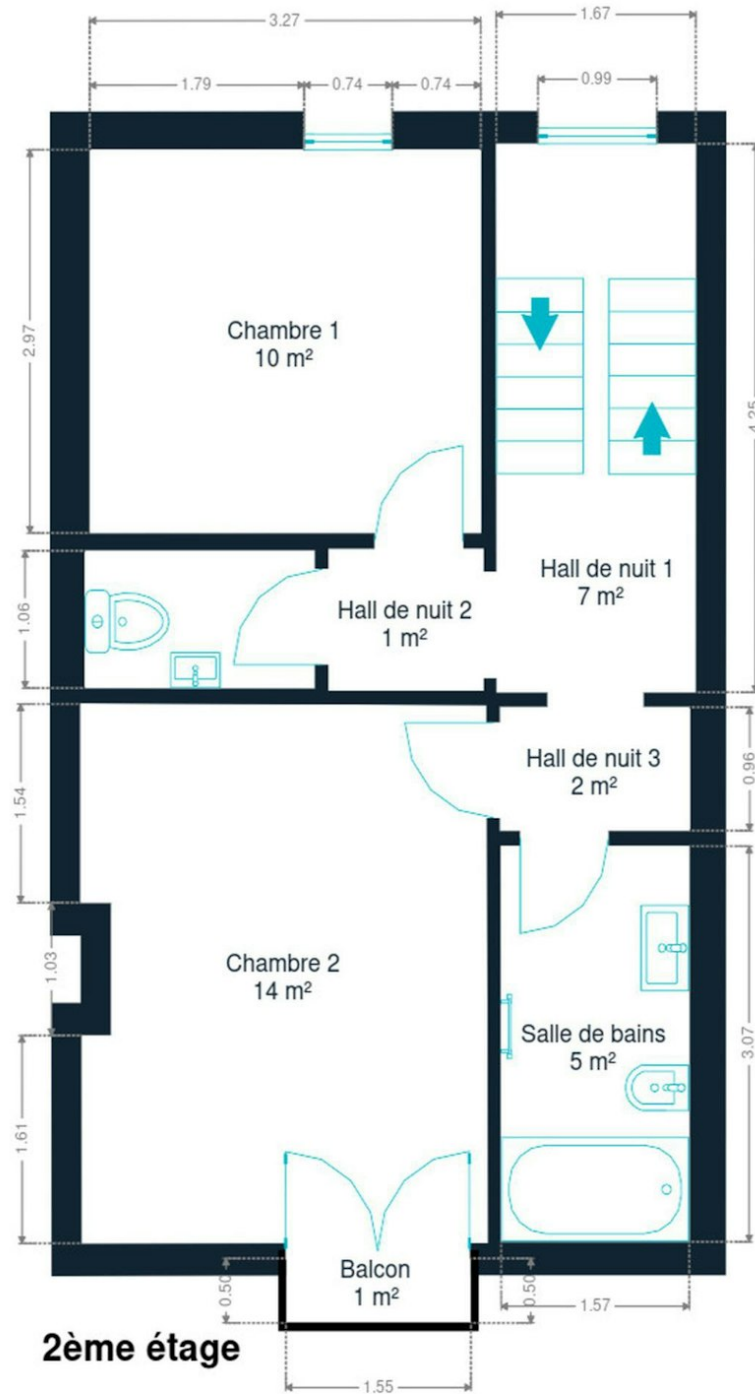 3.27
1.67
1.79
0.74
0.74
0.99
2.97
4.25
Chambre 1
10 m²
Hall de nuit 1
7 m²
Hall de nuit 2
1 m²
1.06
1.54
0.96
Hall de nuit 3
2 m²
1.03
Chambre 2
14 m²
Salle de bains
5 m²
3.07
1.61
Balcon
1 m²
0.50
0.50
1.57
2ème étage
1.55